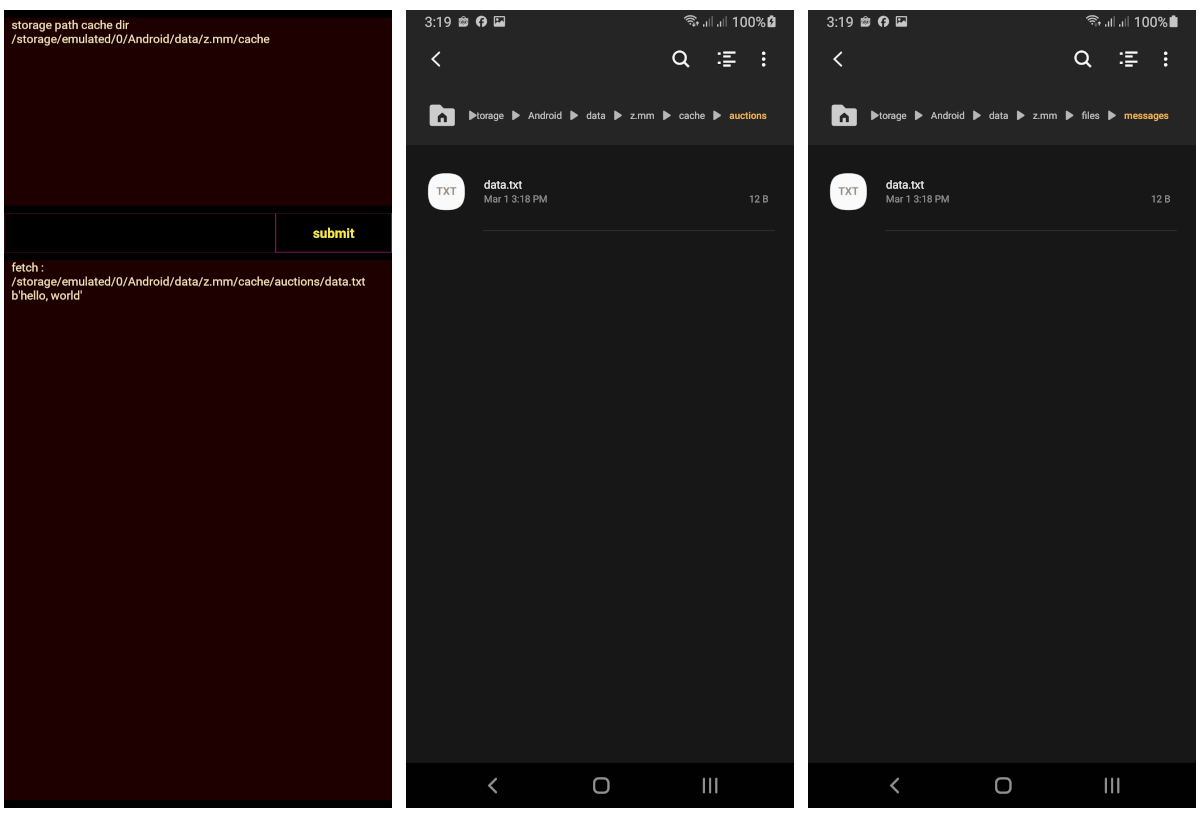 storage path cache dir
/storage/emulated/0/Android/data/z.mm/cache
submit
fetch :
/storage/emulated/0/Android/data/z.mm/cache/auctions/data.txt
b'hello, world'
3:19 100%
torage Android data z.mm cache auctions
TXT
data.txt
Mar 1 3:18 PM 12 B
3:19 100%
torage Android data z.mm files messages
TXT
data.txt
Mar 1 3:18 PM 12 B